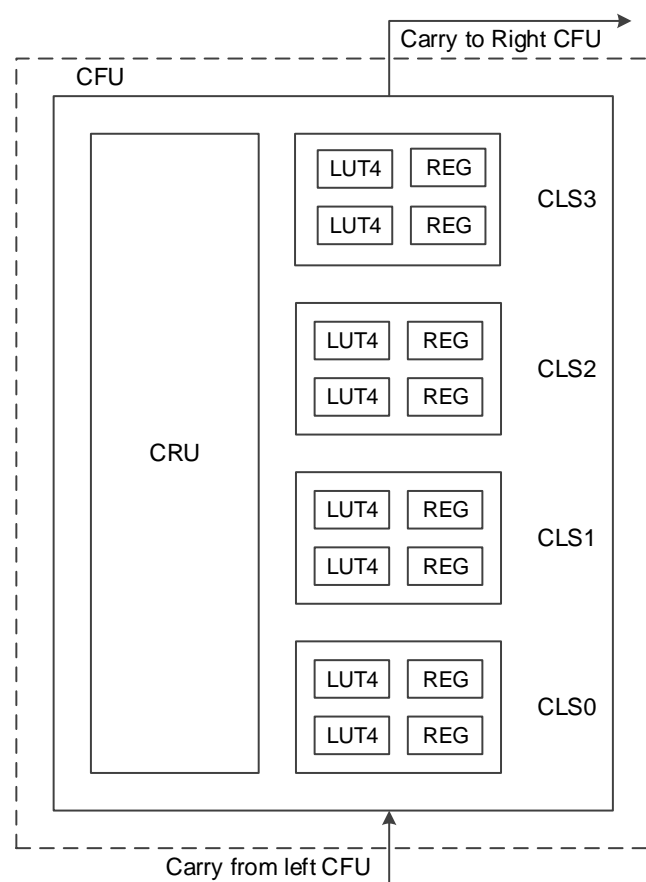 Carry to Right CFU
CFU
LUT4 REG
CLS3
LUT4 REG
LUT4 REG
CLS2
LUT4 REG
CRU
LUT4 REG
CLS1
LUT4 REG
LUT4 REG
CLS0
LUT4 REG
Carry from left CFU